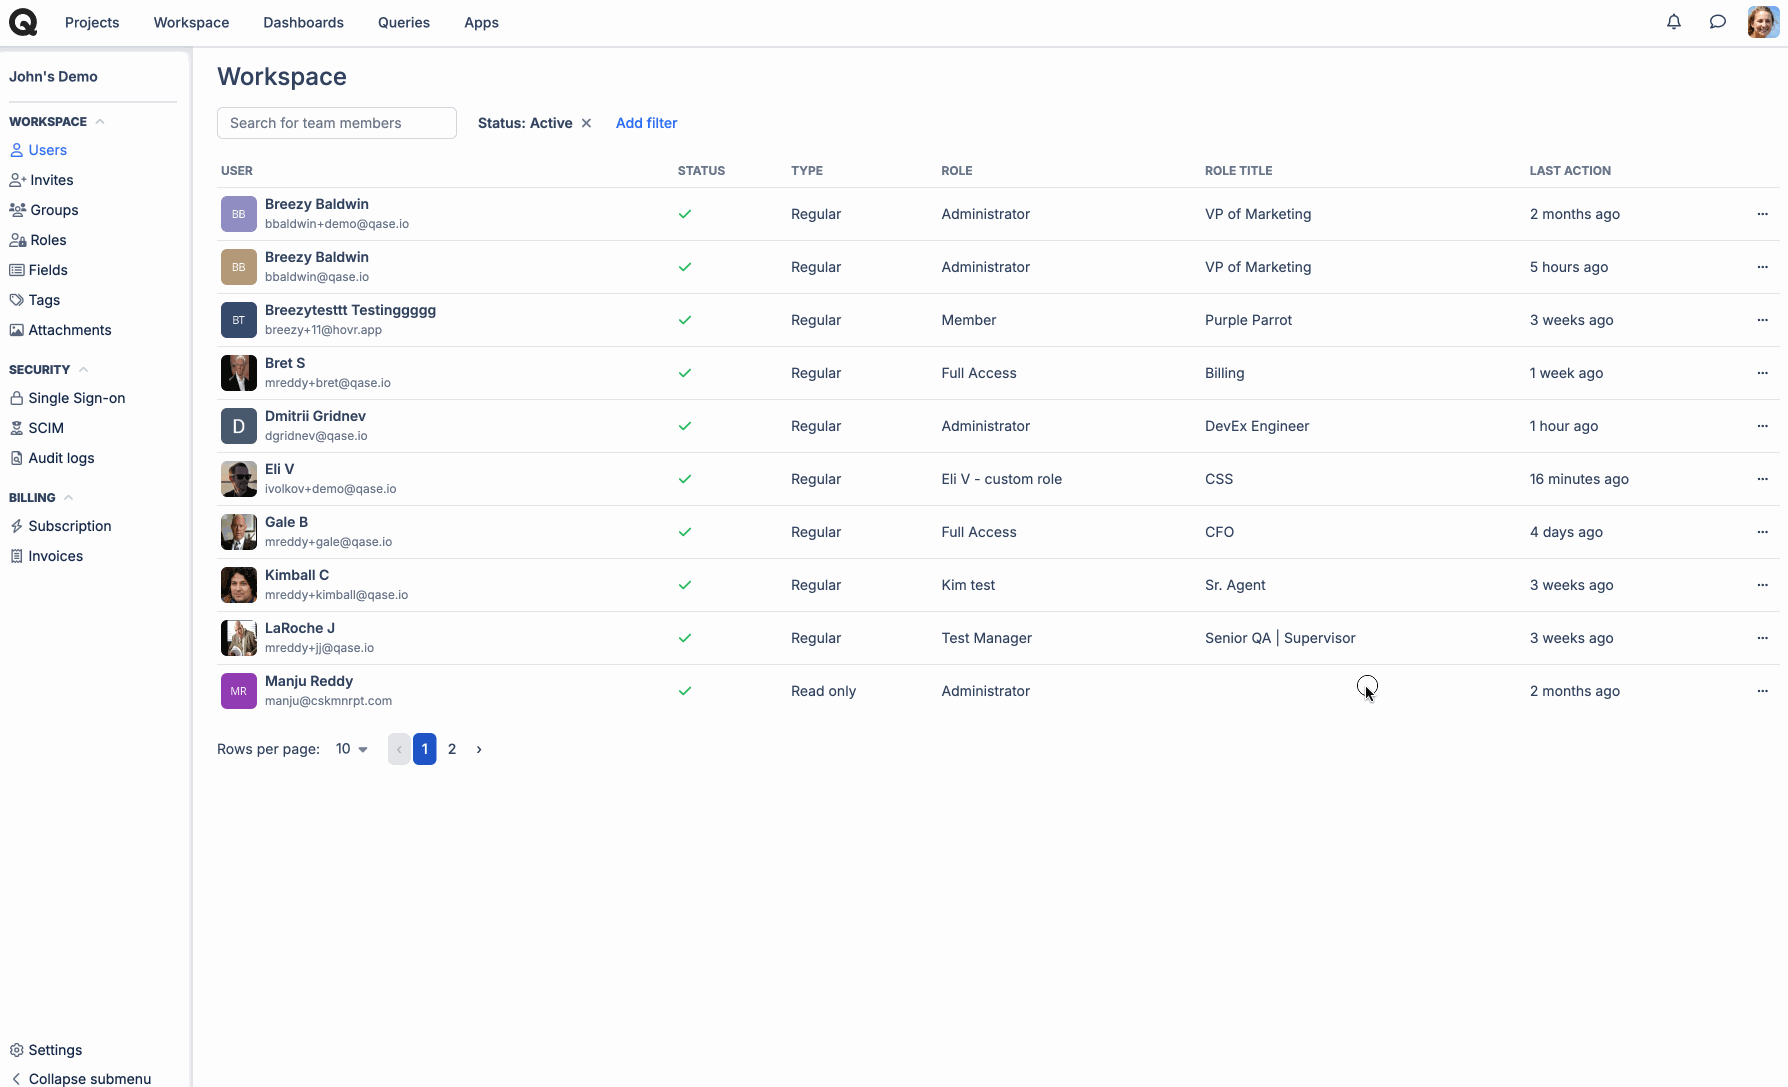 Projects Workspace Dashboards Queries Apps
John's Demo
WORKSPACE
Users
Invites
Groups
Roles
Fields
Tags
Attachments
SECURITY
Single Sign-on
SCIM
Audit logs
BILLING
Subscription
Invoices
Settings
Collapse submenu
Workspace
Search for team members Status: Active Add filter
USER STATUS TYPE ROLE ROLE TITLE LAST ACTION
BB Breezy Baldwin Regular Administrator VP of Marketing 2 months ago
bbaldwin+demo@qase.io
BB Breezy Baldwin Regular Administrator VP of Marketing 5 hours ago
bbaldwin@qase.io
BT Breezytesttt Testinggggg Regular Member Purple Parrot 3 weeks ago
breezy+11@hovr.app
Bret S Regular Full Access Billing 1 week ago
mreddy+bret@qase.io
D Dmitrii Gridnev Regular Administrator DevEx Engineer 1 hour ago
dgridnev@qase.io
Eli V Regular Eli V - custom role CSS 16 minutes ago
ivolkov+demo@qase.io
Gale B Regular Full Access CFO 4 days ago
mreddy+gale@qase.io
Kimball C Regular Kim test Sr. Agent 3 weeks ago
mreddy+kimball@qase.io
LaRoche J Regular Test Manager Senior QA | Supervisor 3 weeks ago
mreddy+jj@qase.io
MR Manju Reddy Read only Administrator 2 months ago
manju@cskmnrpt.com
Rows per page: 10 1 2